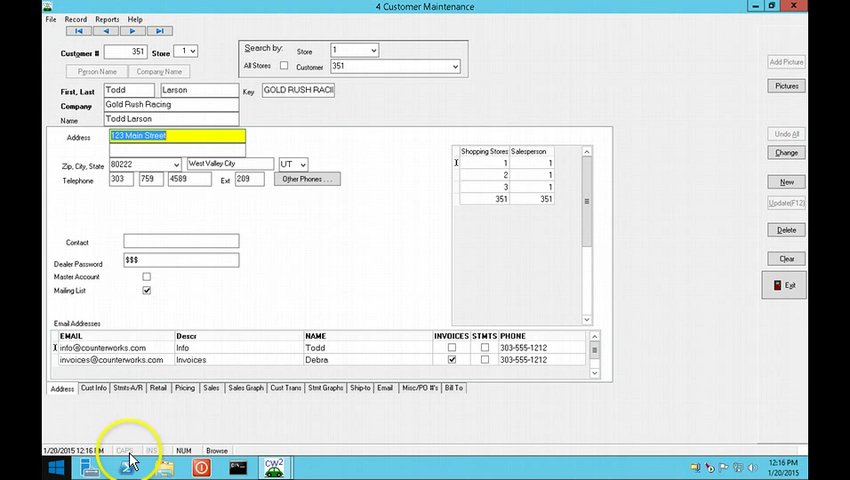 4 Customer Maintenance
File Record Reports Help
Customer # 351 Store 1
Person Name Company Name
Search by: Store 1
All Stores Customer 351
First, Last Todd Larson Key GOLD RUSH RACII
Company Gold Rush Racing
Name Todd Larson
Address 123 Main Street
Zip, City, State 80222 West Valley City UT
Telephone 303 759 4589 Ext 209 Other Phones . . .
Contact
Dealer Password $$$
Master Account
Mailing List
Shopping Stores Salesperson
1 1
2 1
3 1
351 351
Add Picture
Pictures
Undo All
Change
New
Update(F12)
Delete
Clear
Exit
Email Addresses
EMAIL Descr NAME INVOICES STMTS PHONE
info@counterworks.com Info Todd 303-555-1212
invoices@counterworks.com Invoices Debra 303-555-1212
Address Cust Info Stmts-A/R Retail Pricing Sales Sales Graph Cust Trans Stmt Graphs Ship-to Email Misc/PO #'s Bill To
1/20/2015 12:16 PM CAPS INS NUM Browse
CW2
12:16 PM
1/20/2015